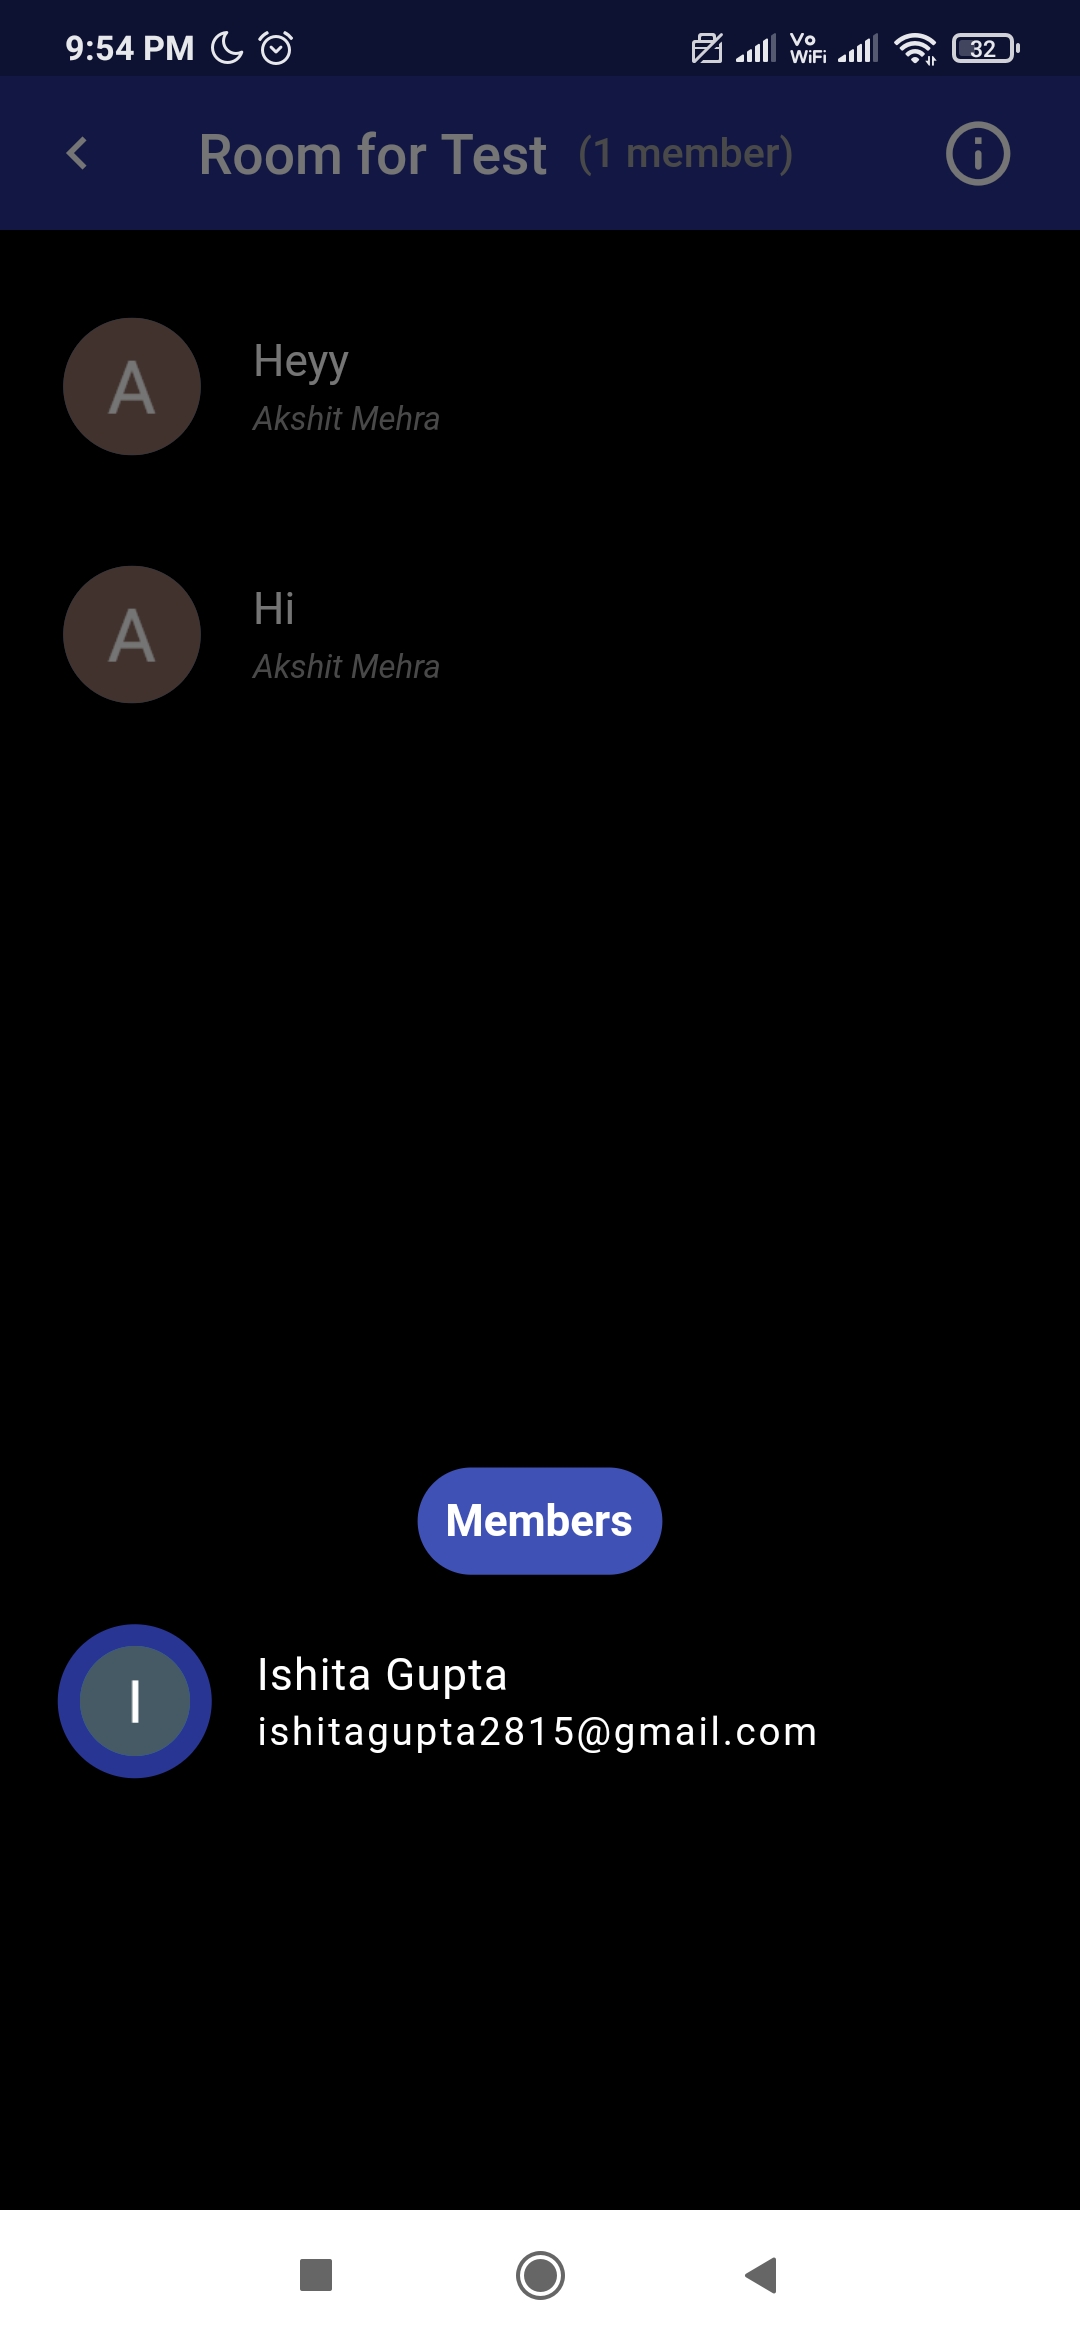 9:54 PM Vo WiFi 32
Room for Test (1 member)
A Heyy
Akshit Mehra
A Hi
Akshit Mehra
Members
I Ishita Gupta
ishitagupta2815@gmail.com